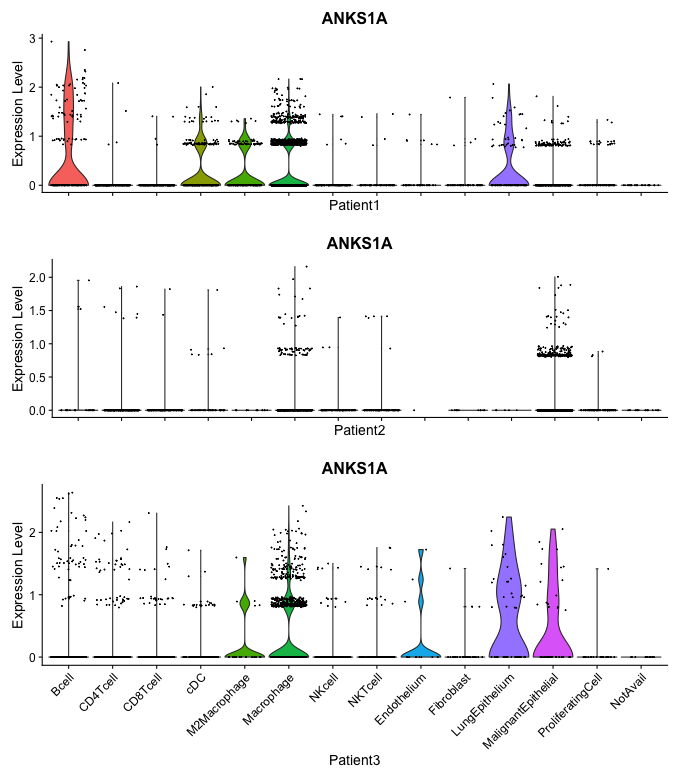 ANKS1A
Expression Level
3
2
1
0
Patient1
ANKS1A
Expression Level
2.0
1.5
1.0
0.5
0.0
Patient2
ANKS1A
Expression Level
2
1
0
Bcell
CD4Tcell
CD8Tcell
cDC
M2Macrophage
Macrophage
NKcell
NKTcell
Endothelium
Fibroblast
LungEpithelium
MalignantEpithelial
ProliferatingCell
NotAvail
Patient3